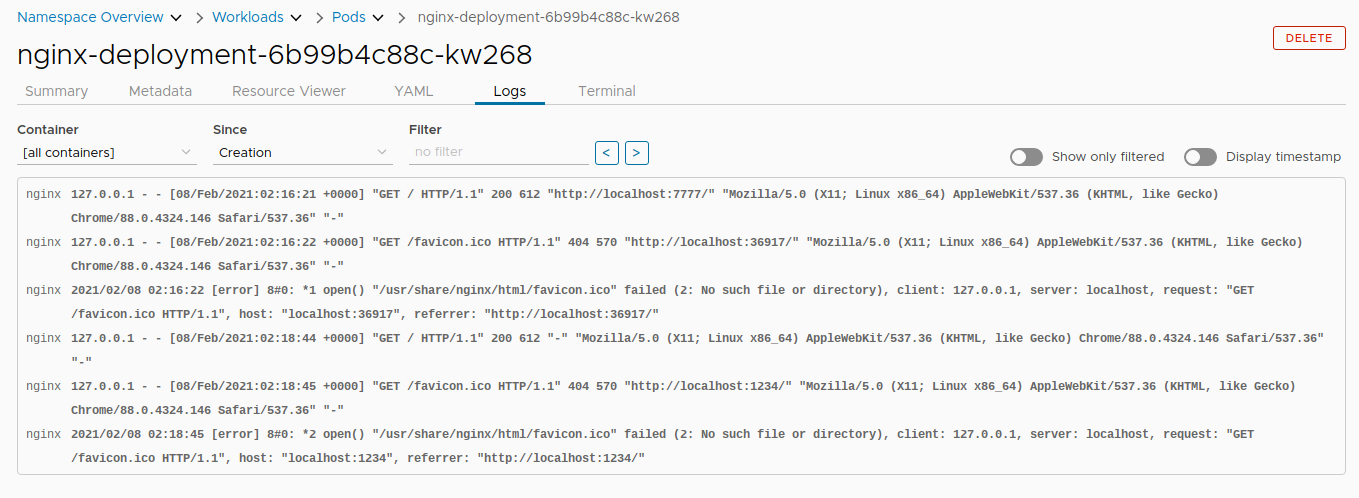 Namespace Overview > Workloads > Pods > nginx-deployment-6b99b4c88c-kw268
DELETE
nginx-deployment-6b99b4c88c-kw268
Summary Metadata Resource Viewer YAML Logs Terminal
Container Since Filter
[all containers] Creation no filter < > Show only filtered Display timestamp
nginx 127.0.0.1 - - [08/Feb/2021:02:16:21 +0000] "GET / HTTP/1.1" 200 612 "http://localhost:7777/" "Mozilla/5.0 (X11; Linux x86_64) AppleWebKit/537.36 (KHTML, like Gecko)
Chrome/88.0.4324.146 Safari/537.36" "-"
nginx 127.0.0.1 - - [08/Feb/2021:02:16:22 +0000] "GET /favicon.ico HTTP/1.1" 404 570 "http://localhost:36917/" "Mozilla/5.0 (X11; Linux x86_64) AppleWebKit/537.36 (KHTML, like Gecko)
Chrome/88.0.4324.146 Safari/537.36" "-"
nginx 2021/02/08 02:16:22 [error] 8#0: *1 open() "/usr/share/nginx/html/favicon.ico" failed (2: No such file or directory), client: 127.0.0.1, server: localhost, request: "GET
/favicon.ico HTTP/1.1", host: "localhost:36917", referrer: "http://localhost:36917/"
nginx 127.0.0.1 - - [08/Feb/2021:02:18:44 +0000] "GET / HTTP/1.1" 200 612 "-" "Mozilla/5.0 (X11; Linux x86_64) AppleWebKit/537.36 (KHTML, like Gecko) Chrome/88.0.4324.146 Safari/537.36"
"-"
nginx 127.0.0.1 - - [08/Feb/2021:02:18:45 +0000] "GET /favicon.ico HTTP/1.1" 404 570 "http://localhost:1234/" "Mozilla/5.0 (X11; Linux x86_64) AppleWebKit/537.36 (KHTML, like Gecko)
Chrome/88.0.4324.146 Safari/537.36" "-"
nginx 2021/02/08 02:18:45 [error] 8#0: *2 open() "/usr/share/nginx/html/favicon.ico" failed (2: No such file or directory), client: 127.0.0.1, server: localhost, request: "GET
/favicon.ico HTTP/1.1", host: "localhost:1234", referrer: "http://localhost:1234/"